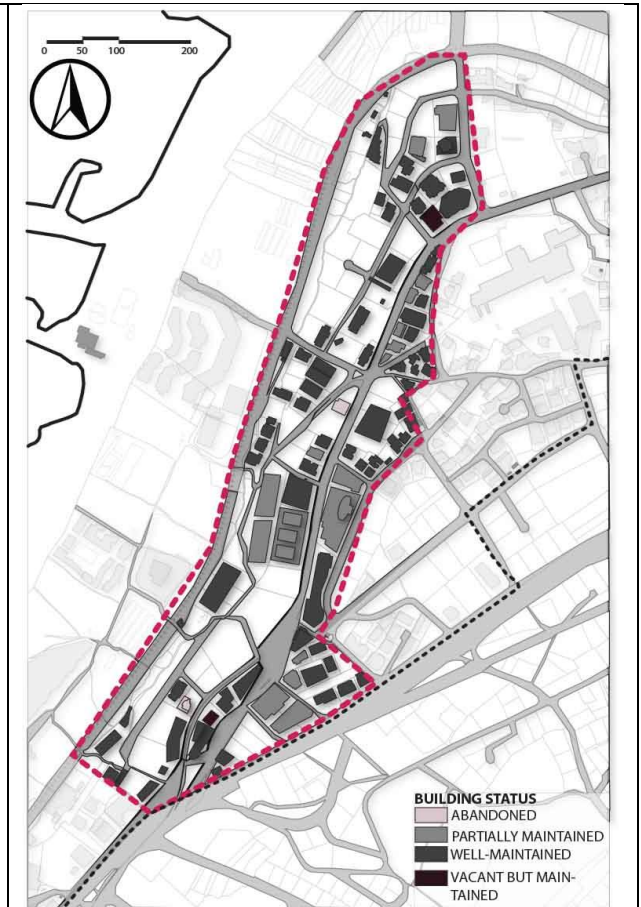 0 50 100 200
BUILDING STATUS
ABANDONED
PARTIALLY MAINTAINED
WELL-MAINTAINED
VACANT BUT MAIN-
TAINED